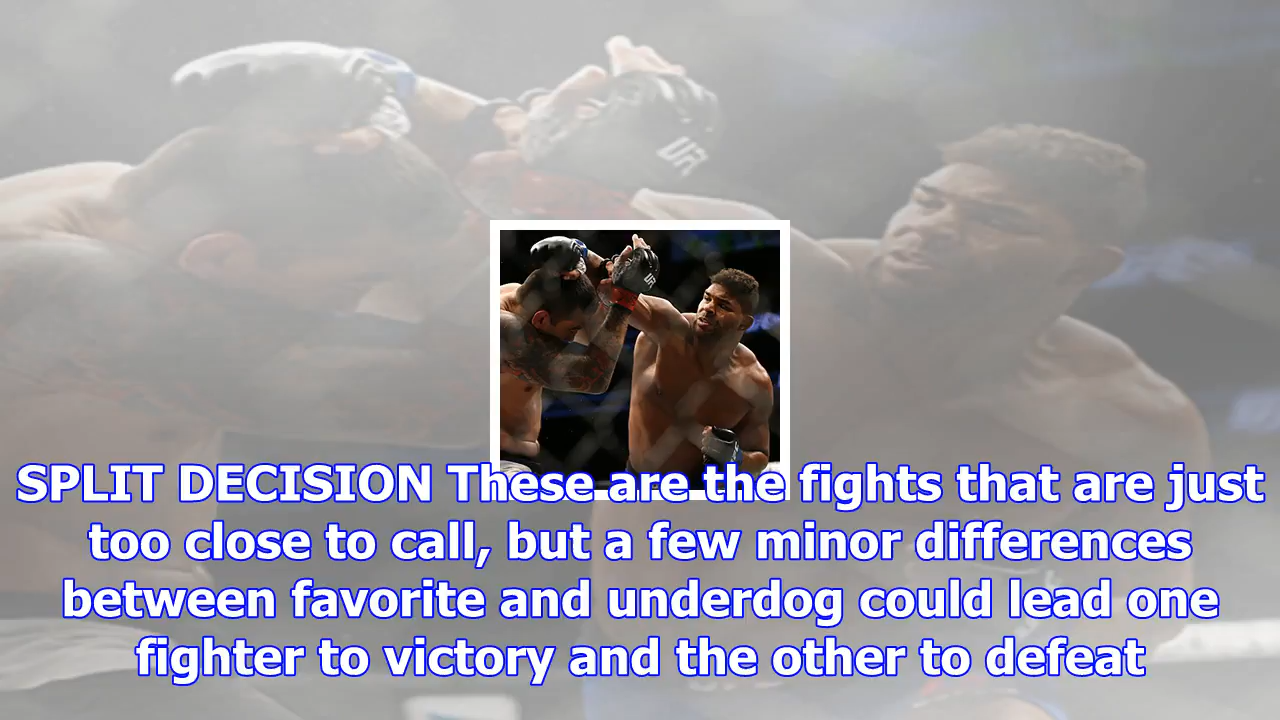 SPLIT DECISION These are the fights that are just
too close to call, but a few minor differences
between favorite and underdog could lead one
fighter to victory and the other to defeat